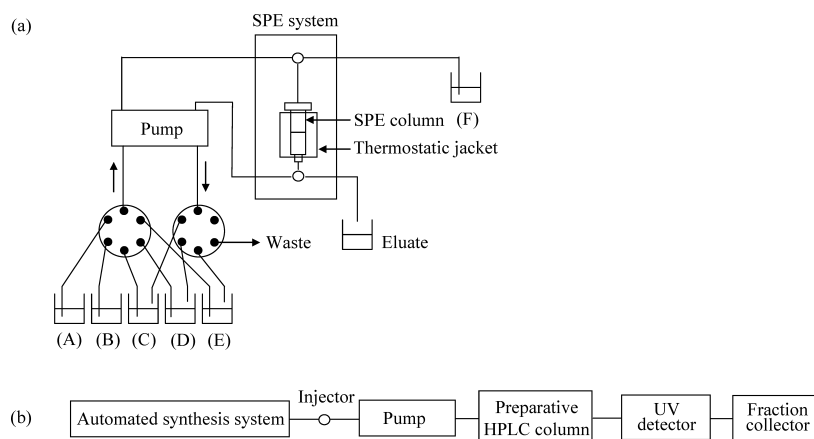 (a)
SPE system
Pump
SPE column
Thermostatic jacket
(F)
Waste
Eluate
(A) (B) (C) (D) (E)
(b)
Automated synthesis system
Injector
Pump
Preparative
HPLC column
UV
detector
Fraction
collector